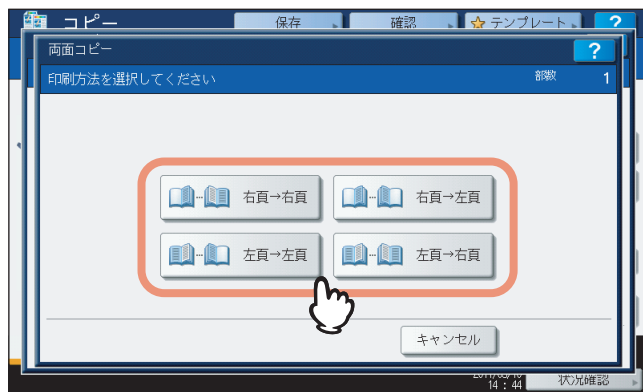 コピー 保存 確認 テンプレート ?
両面コピー ?
印刷方法を選択してください 部数 1
右頁→右頁 右頁→左頁
左頁→左頁 左頁→右頁
キャンセル
14：44 状況確認